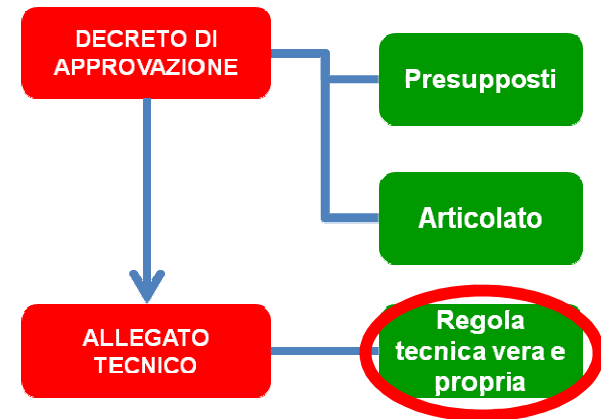 DECRETO DI
APPROVAZIONE
Presupposti
Articolato
ALLEGATO
TECNICO
Regola
tecnica vera e
propria